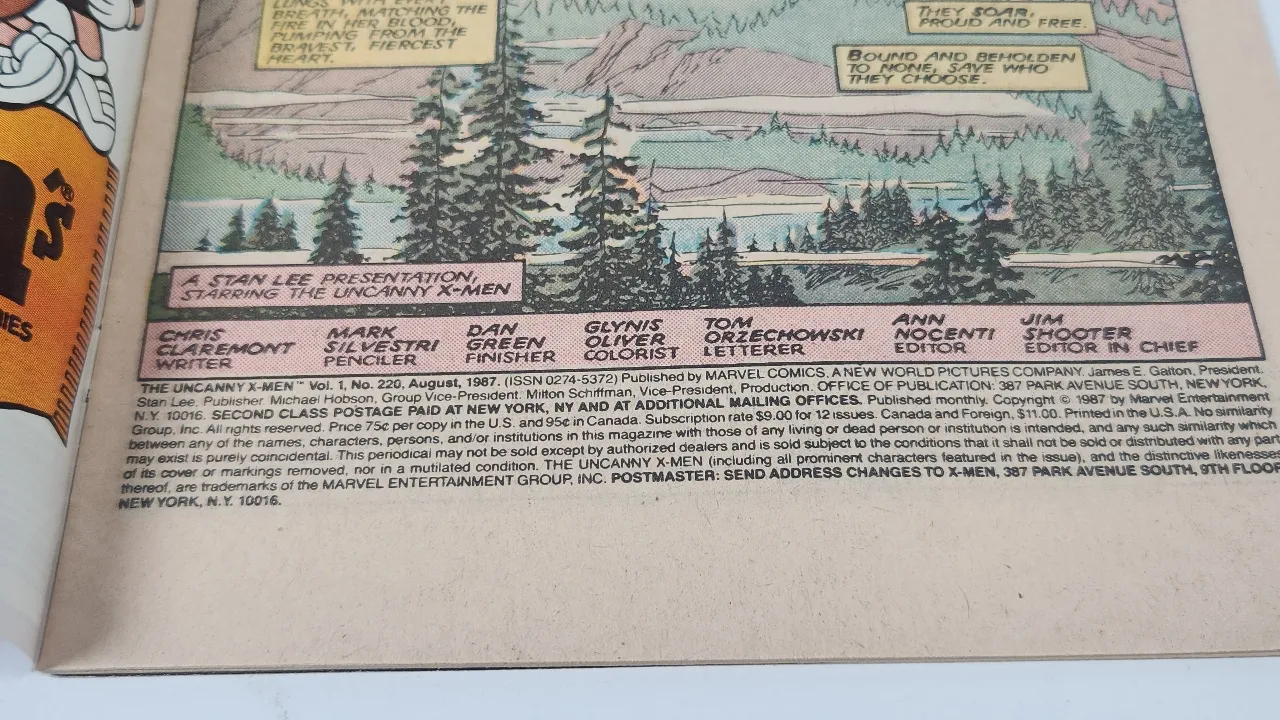 BREATH, MATCHING THE
FIRE IN HER BLOOD,
PUMPING FROM THE
BRAVEST, FIERCEST
HEART.
THEY SOAR,
PROUD AND FREE.
BOUND AND BEHOLDEN
TO NONE, SAVE WHO
THEY CHOOSE.
'S®
IES
A STAN LEE PRESENTATION,
STARRING THE UNCANNY X-MEN
CHRIS
CLAREMONT
WRITER
MARK
SILVESTRI
PENCILER
DAN
GREEN
FINISHER
GLYNIS
OLIVER
COLORIST
TOM
ORZECHOWSKI
LETTERER
ANN
NOCENTI
EDITOR
JIM
SHOOTER
EDITOR IN CHIEF
THE UNCANNY X-MEN™ Vol. 1, No. 220, August, 1987. (ISSN 0274-5372) Published by MARVEL COMICS, A NEW WORLD PICTURES COMPANY. James E. Galton, President.
Stan Lee, Publisher. Michael Hobson, Group Vice-President. Milton Schiffman, Vice-President, Production. OFFICE OF PUBLICATION: 387 PARK AVENUE SOUTH, NEW YORK,
N.Y. 10016. SECOND CLASS POSTAGE PAID AT NEW YORK, NY AND AT ADDITIONAL MAILING OFFICES. Published monthly. Copyright © 1987 by Marvel Entertainment
Group, Inc. All rights reserved. Price 75¢ per copy in the U.S. and 95¢ in Canada. Subscription rate $9.00 for 12 issues. Canada and Foreign, $11.00. Printed in the U.S.A. No similarity
between any of the names, characters, persons, and/or institutions in this magazine with those of any living or dead person or institution is intended, and any such similarity which
may exist is purely coincidental. This periodical may not be sold except by authorized dealers and is sold subject to the conditions that it shall not be sold or distributed with any part
of its cover or markings removed, nor in a mutilated condition. THE UNCANNY X-MEN (including all prominent characters featured in the issue), and the distinctive likenesses
thereof, are trademarks of the MARVEL ENTERTAINMENT GROUP, INC. POSTMASTER: SEND ADDRESS CHANGES TO X-MEN, 387 PARK AVENUE SOUTH, 9TH FLOOR
NEW YORK, N.Y. 10016.